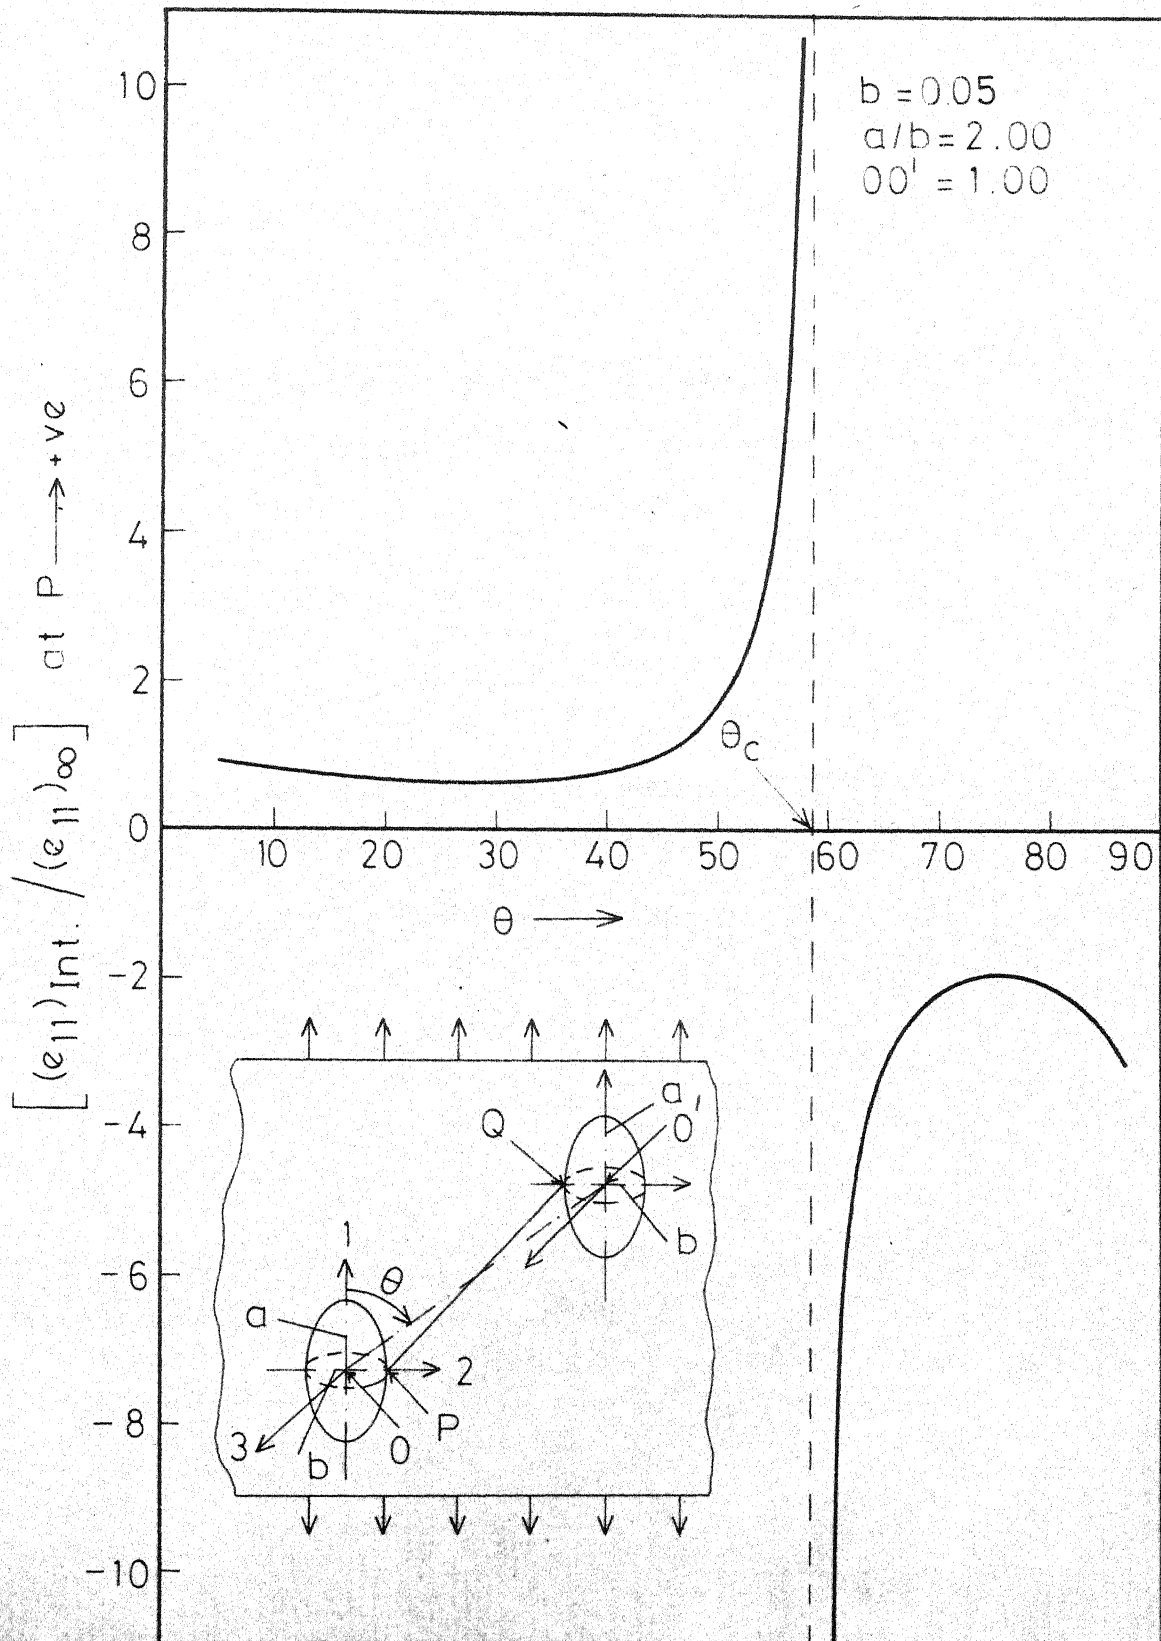 10
8
6
4
2
0
-2
-4
-6
-8
-10
[(e11)Int. /(e11)∞] at P ⟶ +ve
b = 0.05
a/b = 2.00
OO' = 1.00
θc
10 20 30 40 50 60 70 80 90
θ ⟶
Q
a
O'
b
1
θ
a
2
3
b
O
P